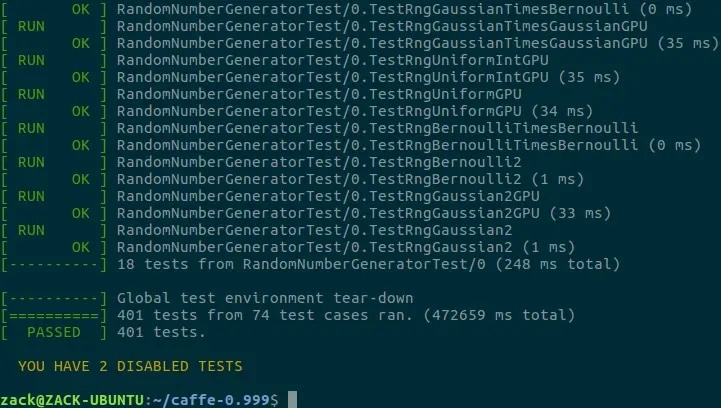 [       OK ] RandomNumberGeneratorTest/0.TestRngGaussianTimesBernoulli (0 ms)
[ RUN      ] RandomNumberGeneratorTest/0.TestRngGaussianTimesGaussianGPU
[       OK ] RandomNumberGeneratorTest/0.TestRngGaussianTimesGaussianGPU (35 ms)
[ RUN      ] RandomNumberGeneratorTest/0.TestRngUniformIntGPU
[       OK ] RandomNumberGeneratorTest/0.TestRngUniformIntGPU (35 ms)
[ RUN      ] RandomNumberGeneratorTest/0.TestRngUniformGPU
[       OK ] RandomNumberGeneratorTest/0.TestRngUniformGPU (34 ms)
[ RUN      ] RandomNumberGeneratorTest/0.TestRngBernoulliTimesBernoulli
[       OK ] RandomNumberGeneratorTest/0.TestRngBernoulliTimesBernoulli (0 ms)
[ RUN      ] RandomNumberGeneratorTest/0.TestRngBernoulli2
[       OK ] RandomNumberGeneratorTest/0.TestRngBernoulli2 (1 ms)
[ RUN      ] RandomNumberGeneratorTest/0.TestRngGaussian2GPU
[       OK ] RandomNumberGeneratorTest/0.TestRngGaussian2GPU (33 ms)
[ RUN      ] RandomNumberGeneratorTest/0.TestRngGaussian2
[       OK ] RandomNumberGeneratorTest/0.TestRngGaussian2 (1 ms)
[----------] 18 tests from RandomNumberGeneratorTest/0 (248 ms total)
[----------] Global test environment tear-down
[==========] 401 tests from 74 test cases ran. (472659 ms total)
[  PASSED  ] 401 tests.
YOU HAVE 2 DISABLED TESTS
zack@ZACK-UBUNTU:~/caffe-0.999$